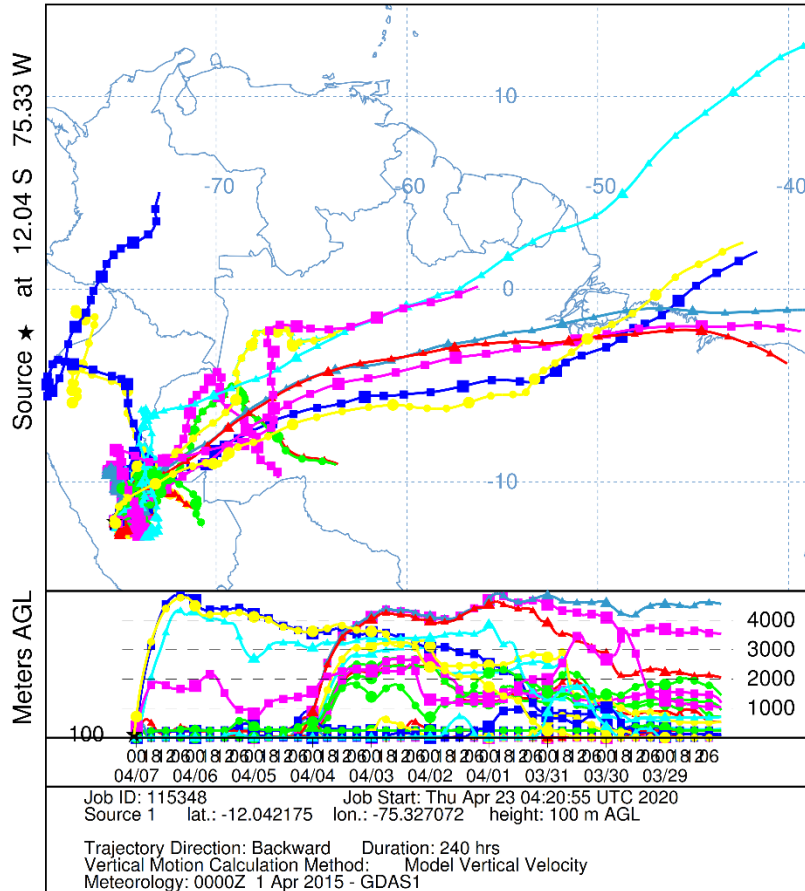 Source ★ at 12.04 S 75.33 W
10
-70
-60
-50
-40
0
-10
Meters AGL
4000
3000
2000
1000
100
04/07 04/06 04/05 04/04 04/03 04/02 04/01 03/31 03/30 03/29
Job ID: 115348 Job Start: Thu Apr 23 04:20:55 UTC 2020
Source 1 lat.: -12.042175 lon.: -75.327072 height: 100 m AGL
Trajectory Direction: Backward Duration: 240 hrs
Vertical Motion Calculation Method: Model Vertical Velocity
Meteorology: 0000Z 1 Apr 2015 - GDAS1